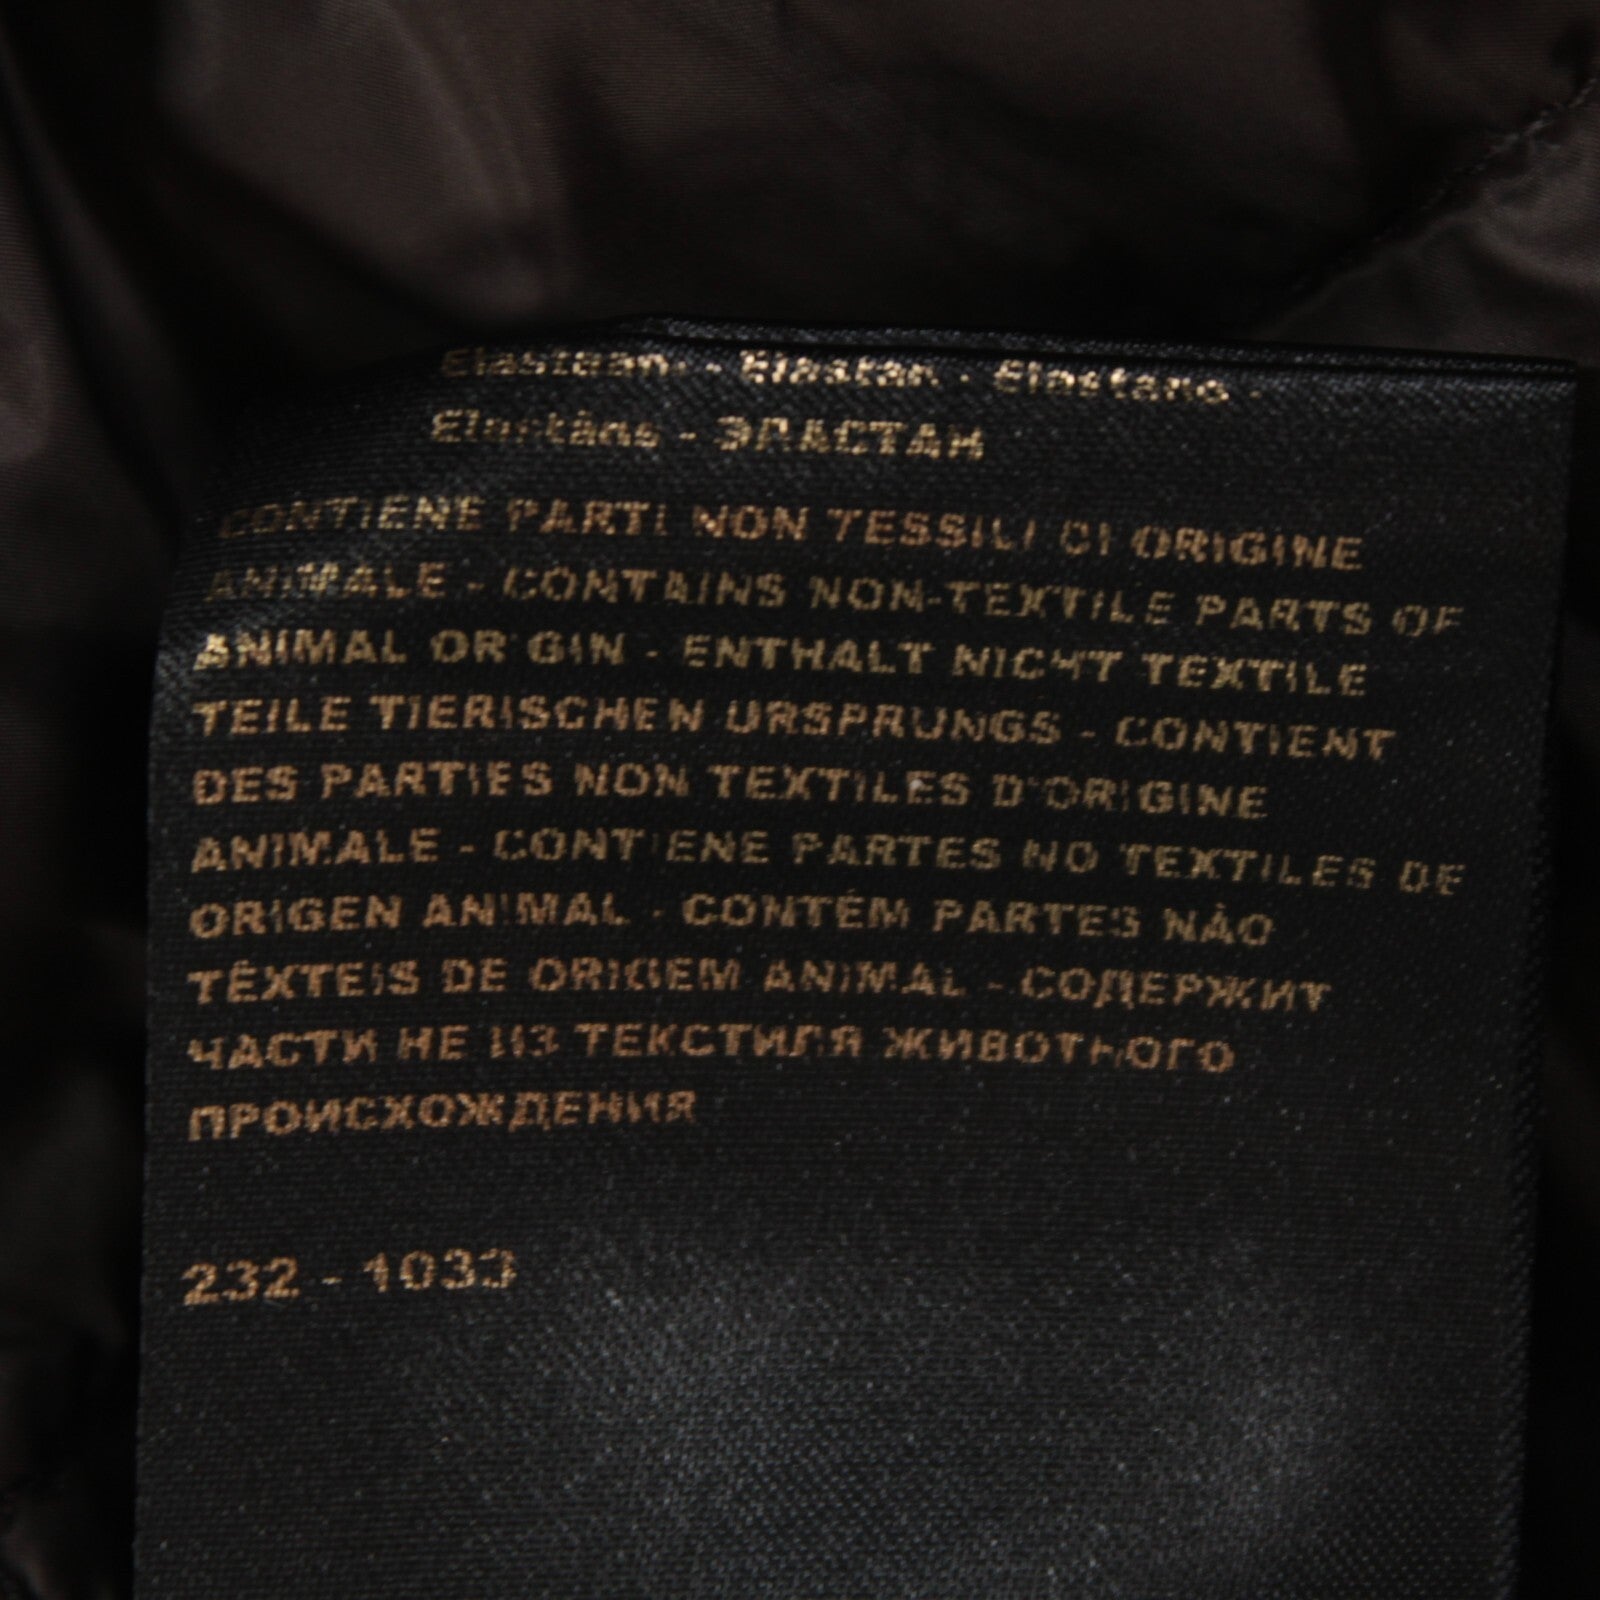 Elastaan - Elastan - Elastano -
Elastāns - ЭЛАСТАН
CONTIENE PARTI NON TESSILI DI ORIGINE
ANIMALE - CONTAINS NON-TEXTILE PARTS OF
ANIMAL ORIGIN - ENTHALT NICHT TEXTILE
TEILE TIERISCHEN URSPRUNGS - CONTIENT
DES PARTIES NON TEXTILES D'ORIGINE
ANIMALE - CONTIENE PARTES NO TEXTILES DE
ORIGEN ANIMAL - CONTÉM PARTES NÃO
TÊXTEIS DE ORIGEM ANIMAL - СОДЕРЖИТ
ЧАСТИ НЕ ИЗ ТЕКСТИЛЯ ЖИВОТНОГО
ПРОИСХОЖДЕНИЯ
232 - 1033